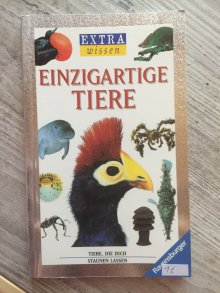 EXTRA
wissen
EINZIGARTIGE
TIERE
TIERE, DIE DICH
STAUNEN LASSEN
Ravensburger